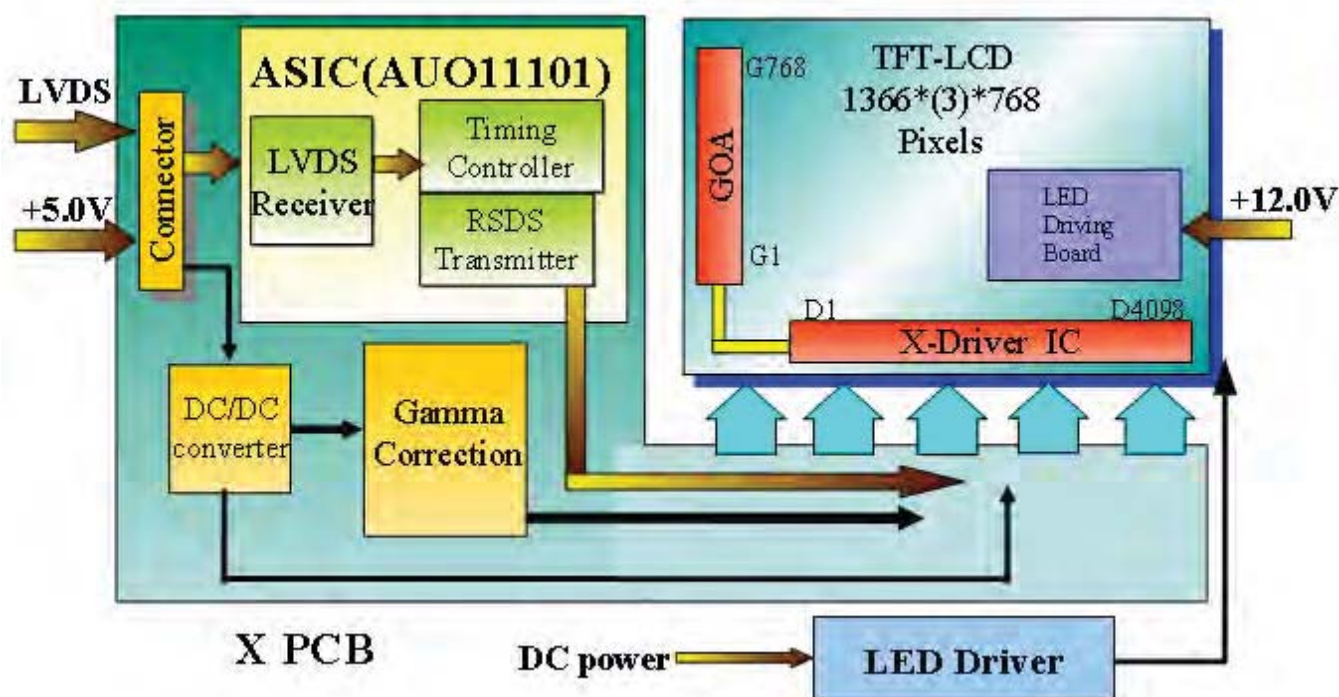 LVDS
+5.0V
Connector
ASIC(AUO11101)
LVDS
Receiver
Timing
Controller
RSDS
Transmitter
DC/DC
converter
Gamma
Correction
X PCB
TFT-LCD
1366*(3)*768
Pixels
G768
GOA
G1
LED
Driving
Board
+12.0V
D1
D4098
X-Driver IC
DC power
LED Driver